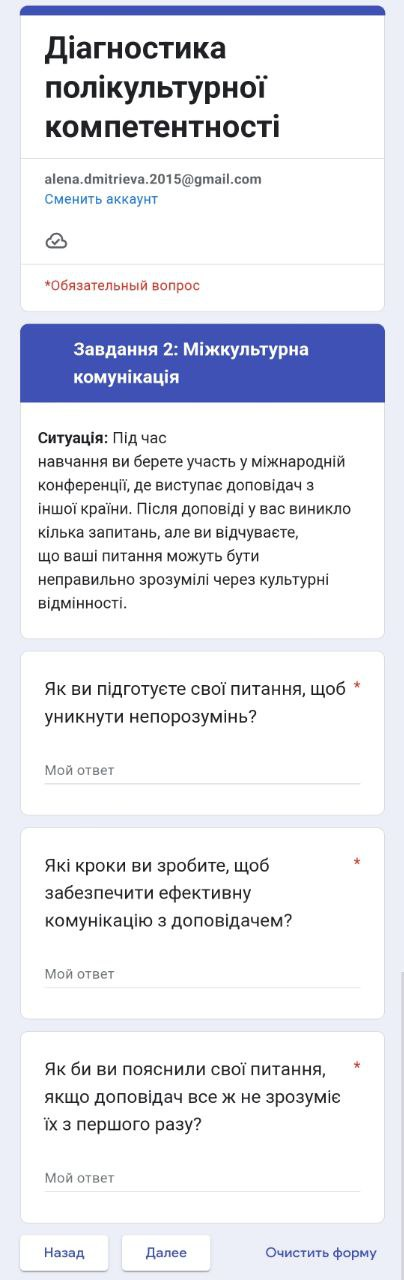 Діагностика
полікультурної
компетентності
alena.dmitrieva.2015@gmail.com
Сменить аккаунт
*Обязательный вопрос
Завдання 2: Міжкультурна
комунікація
Ситуація: Під час
навчання ви берете участь у міжнародній
конференції, де виступає доповідач з
іншої країни. Після доповіді у вас виникло
кілька запитань, але ви відчуваєте,
що ваші питання можуть бути
неправильно зрозумілі через культурні
відмінності.
Як ви підготуєте свої питання, щоб *
уникнути непорозумінь?
Мой ответ
Які кроки ви зробите, щоб *
забезпечити ефективну
комунікацію з доповідачем?
Мой ответ
Як би ви пояснили свої питання, *
якщо доповідач все ж не зрозуміє
їх з першого разу?
Мой ответ
Назад Далее Очистить форму